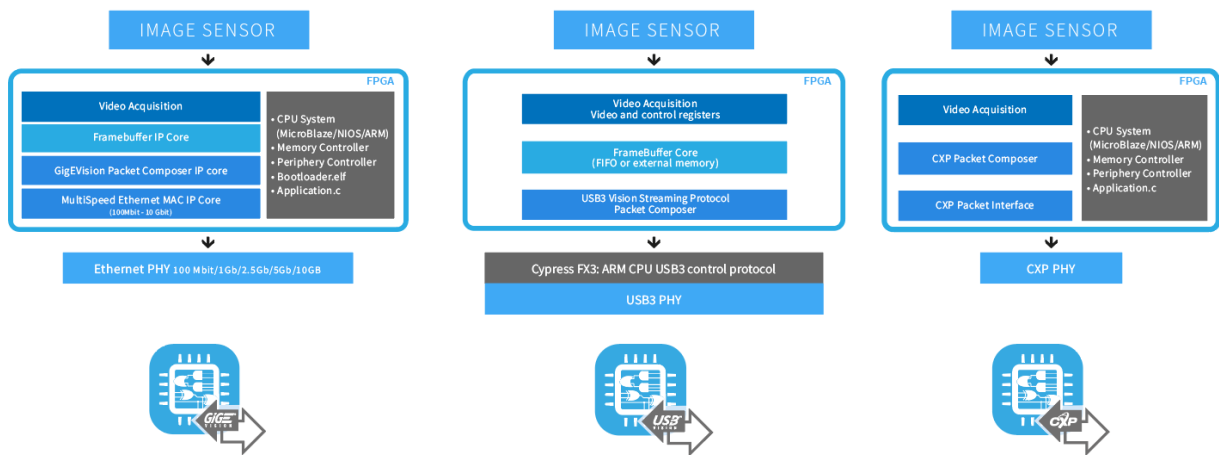 IMAGE SENSOR
FPGA
Video Acquisition
Framebuffer IP Core
GigEVision Packet Composer IP core
MultiSpeed Ethernet MAC IP Core
(100Mbit - 10 Gbit)
• CPU System
(MicroBlaze/NIOS/ARM)
• Memory Controller
• Periphery Controller
• Bootloader.elf
• Application.c
Ethernet PHY 100 Mbit/1Gb/2.5Gb/5Gb/10GB
GiGE
VISION
IMAGE SENSOR
FPGA
Video Acquisition
Video and control registers
FrameBuffer Core
(FIFO or external memory)
USB3 Vision Streaming Protocol
Packet Composer
Cypress FX3: ARM CPU USB3 control protocol
USB3 PHY
USB3
VISION
IMAGE SENSOR
FPGA
Video Acquisition
CXP Packet Composer
CXP Packet Interface
• CPU System
(MicroBlaze/NIOS/ARM)
• Memory Controller
• Periphery Controller
• Application.c
CXP PHY
CXP